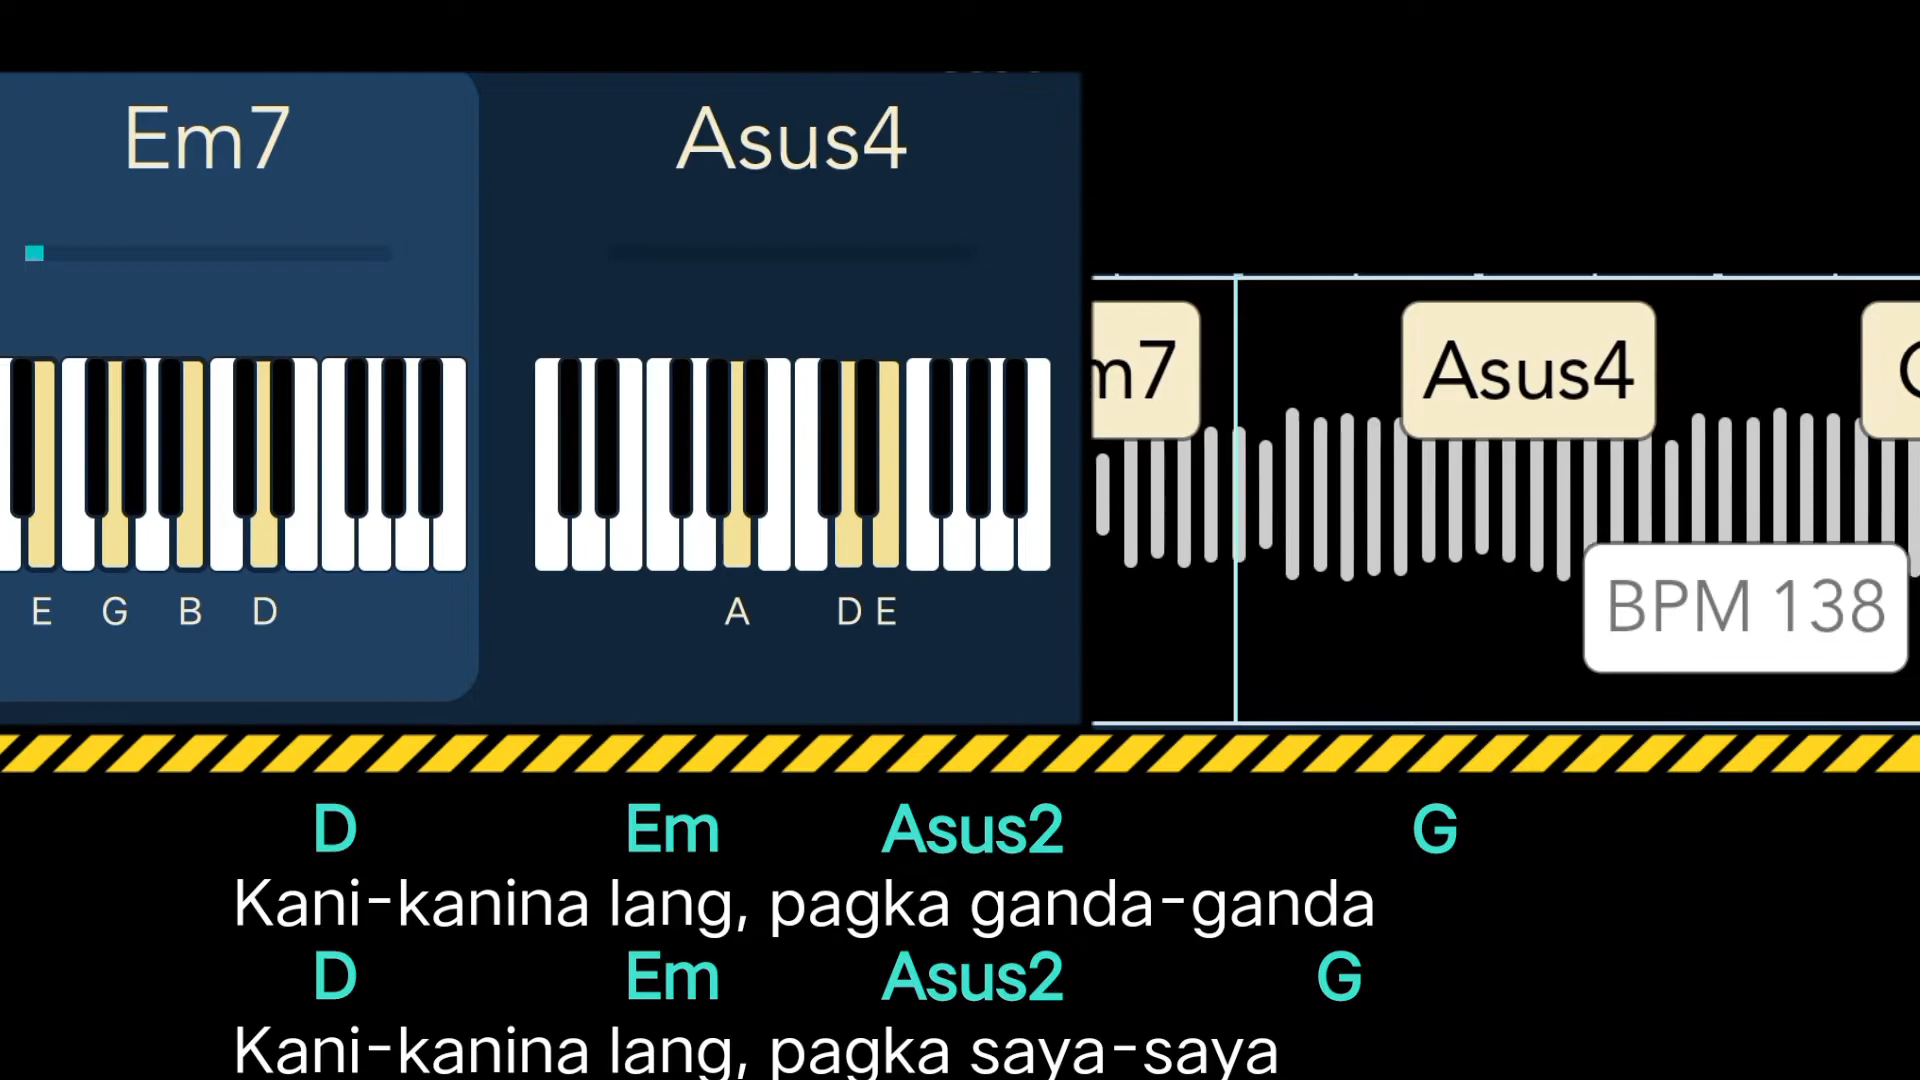 Em7
Asus4
E G B D
A D E
m7
Asus4
BPM 138
D Em Asus2 G
Kani-kanina lang, pagka ganda-ganda
D Em Asus2 G
Kani-kanina lang, pagka saya-saya